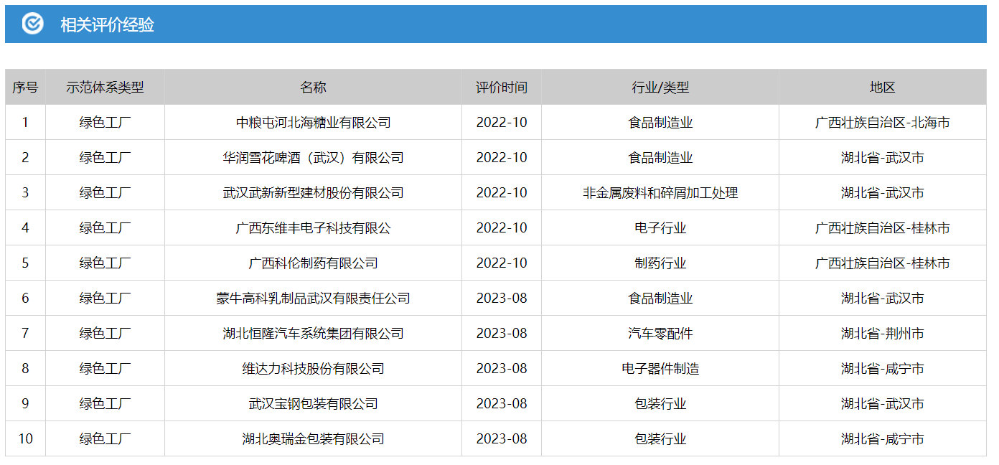 相关评价经验
序号 示范体系类型 名称 评价时间 行业/类型 地区
1 绿色工厂 中粮屯河北海糖业有限公司 2022-10 食品制造业 广西壮族自治区-北海市
2 绿色工厂 华润雪花啤酒（武汉）有限公司 2022-10 食品制造业 湖北省-武汉市
3 绿色工厂 武汉武新新型建材股份有限公司 2022-10 非金属废料和碎屑加工处理 湖北省-武汉市
4 绿色工厂 广西东维丰电子科技有限公 2022-10 电子行业 广西壮族自治区-桂林市
5 绿色工厂 广西科伦制药有限公司 2022-10 制药行业 广西壮族自治区-桂林市
6 绿色工厂 蒙牛高科乳制品武汉有限责任公司 2023-08 食品制造业 湖北省-武汉市
7 绿色工厂 湖北恒隆汽车系统集团有限公司 2023-08 汽车零配件 湖北省-荆州市
8 绿色工厂 维达力科技股份有限公司 2023-08 电子器件制造 湖北省-咸宁市
9 绿色工厂 武汉宝钢包装有限公司 2023-08 包装行业 湖北省-武汉市
10 绿色工厂 湖北奥瑞金包装有限公司 2023-08 包装行业 湖北省-咸宁市